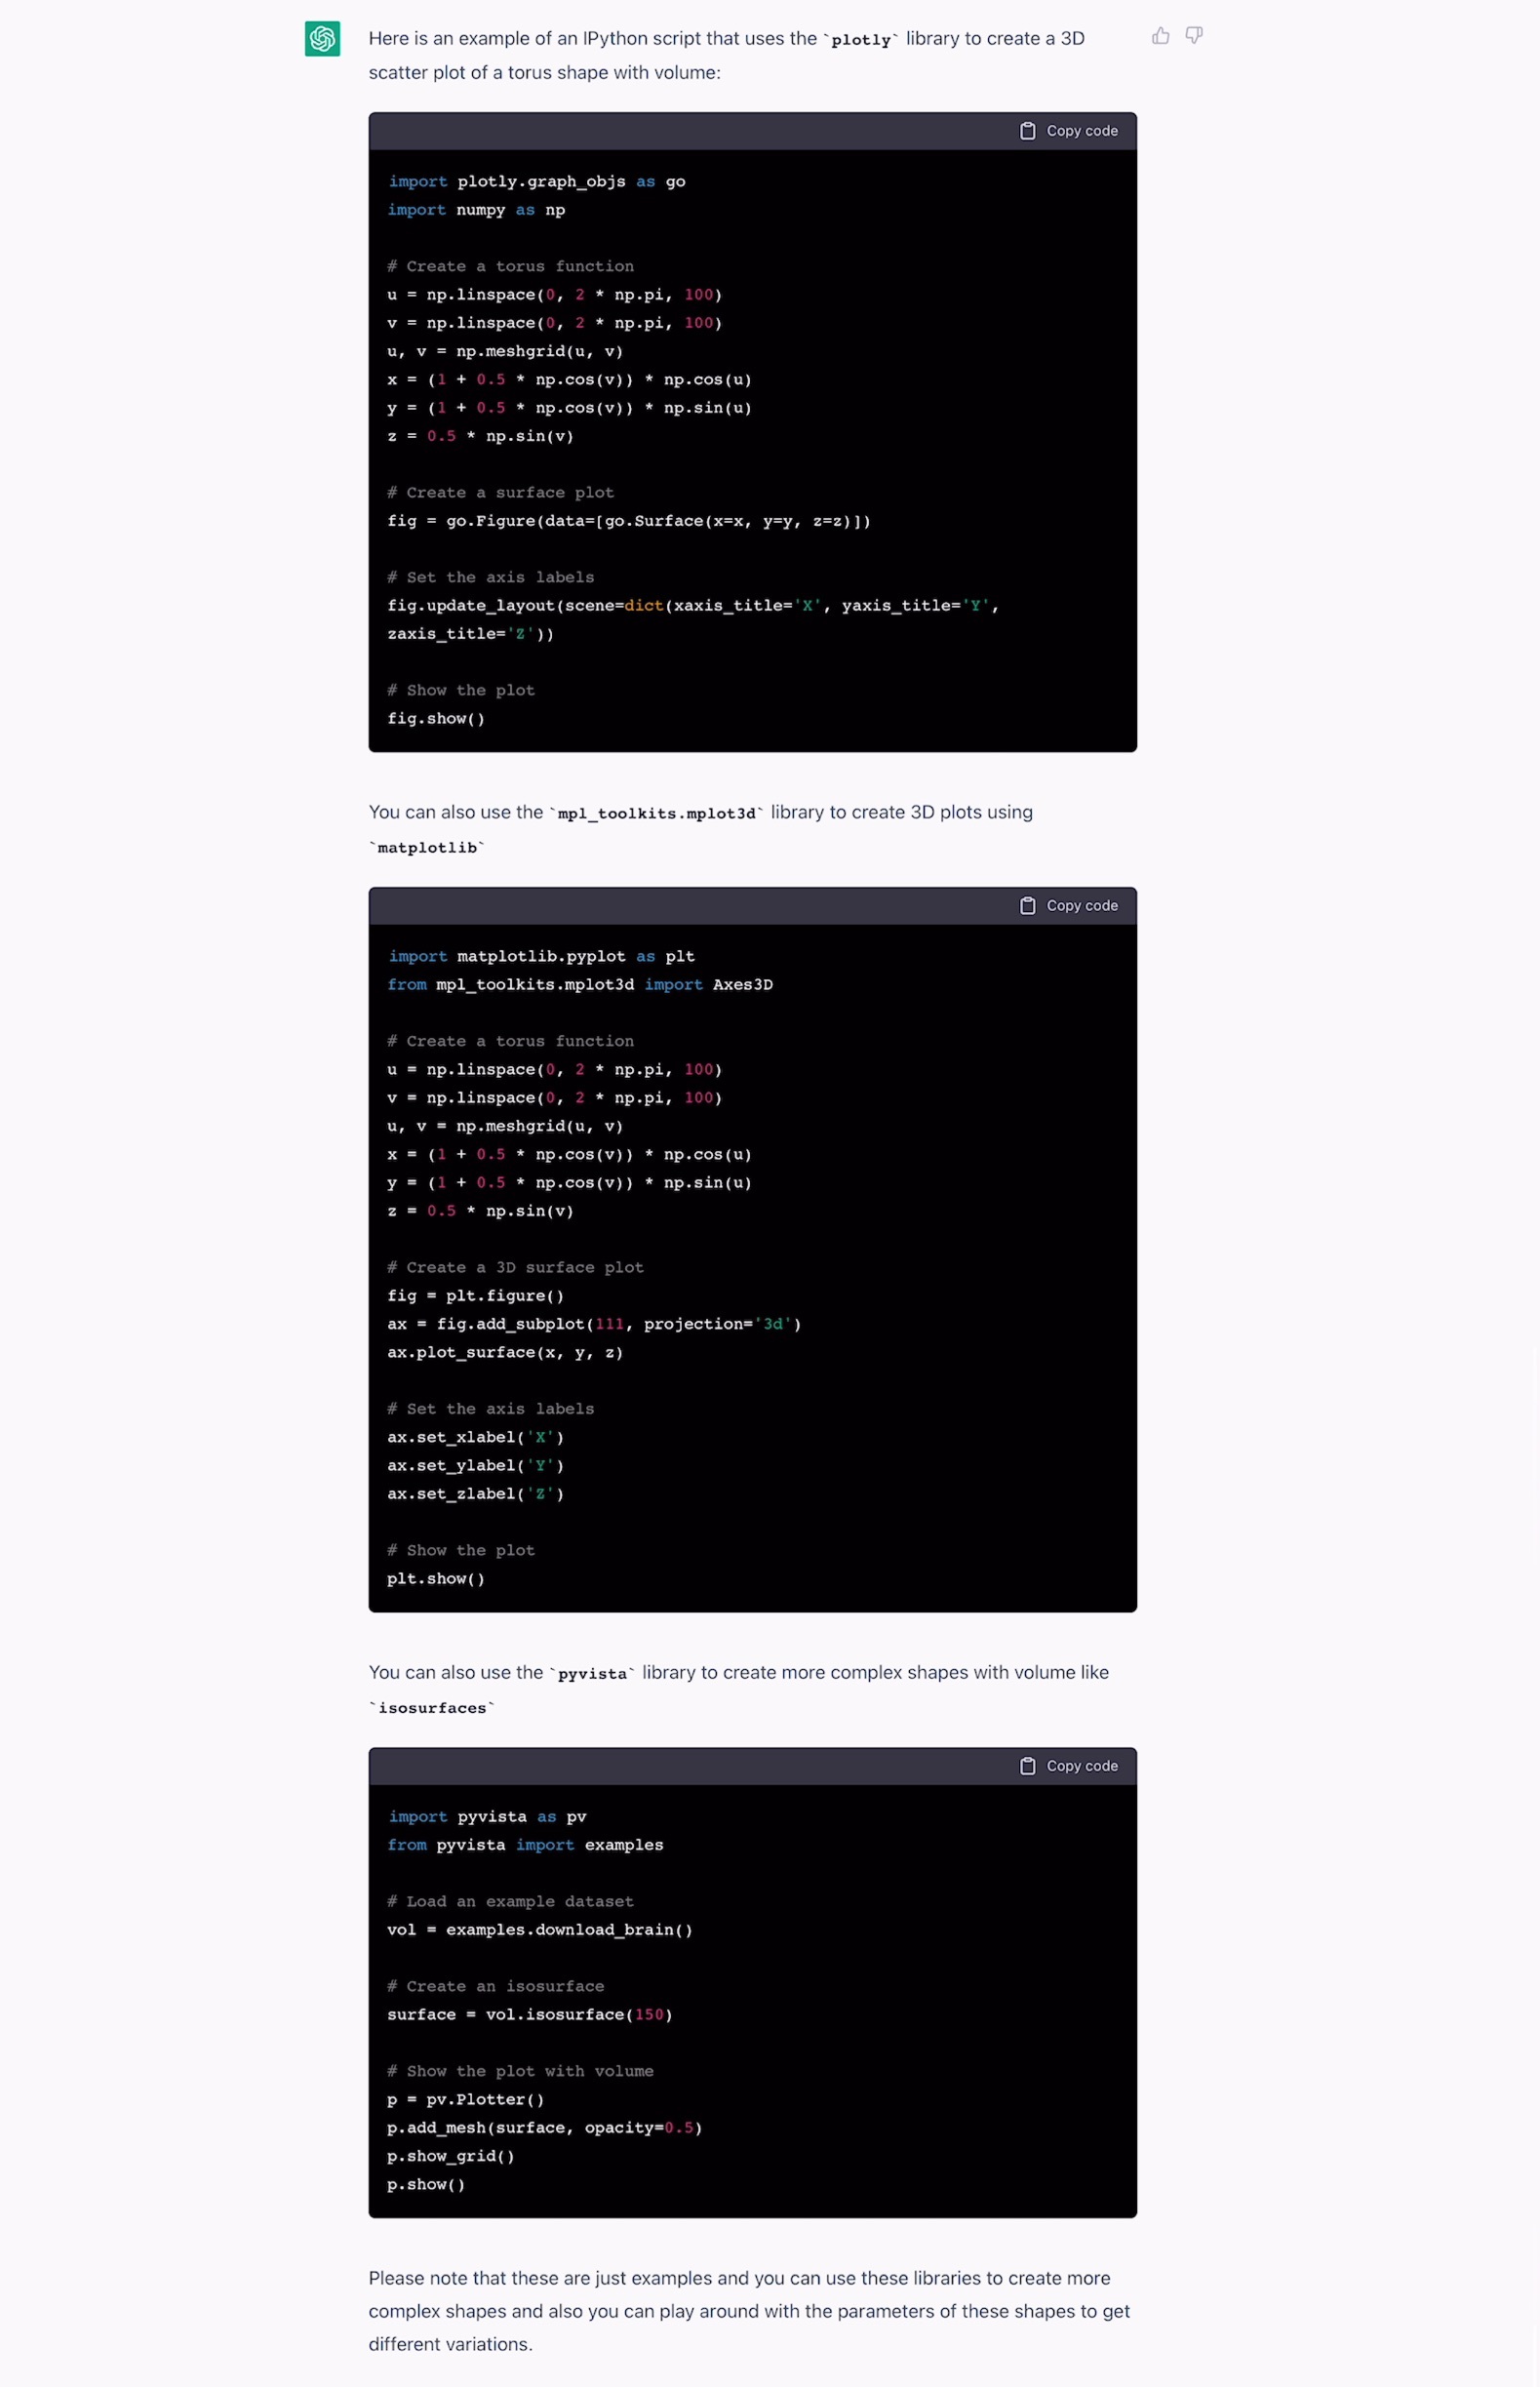 Here is an example of an IPython script that uses the `plotly` library to create a 3D
scatter plot of a torus shape with volume:
Copy code
import plotly.graph_objs as go
import numpy as np
# Create a torus function
u = np.linspace(0, 2 * np.pi, 100)
v = np.linspace(0, 2 * np.pi, 100)
u, v = np.meshgrid(u, v)
x = (1 + 0.5 * np.cos(v)) * np.cos(u)
y = (1 + 0.5 * np.cos(v)) * np.sin(u)
z = 0.5 * np.sin(v)
# Create a surface plot
fig = go.Figure(data=[go.Surface(x=x, y=y, z=z)])
# Set the axis labels
fig.update_layout(scene=dict(xaxis_title='X', yaxis_title='Y',
zaxis_title='Z'))
# Show the plot
fig.show()
You can also use the `mpl_toolkits.mplot3d` library to create 3D plots using
`matplotlib`
Copy code
import matplotlib.pyplot as plt
from mpl_toolkits.mplot3d import Axes3D
# Create a torus function
u = np.linspace(0, 2 * np.pi, 100)
v = np.linspace(0, 2 * np.pi, 100)
u, v = np.meshgrid(u, v)
x = (1 + 0.5 * np.cos(v)) * np.cos(u)
y = (1 + 0.5 * np.cos(v)) * np.sin(u)
z = 0.5 * np.sin(v)
# Create a 3D surface plot
fig = plt.figure()
ax = fig.add_subplot(111, projection='3d')
ax.plot_surface(x, y, z)
# Set the axis labels
ax.set_xlabel('X')
ax.set_ylabel('Y')
ax.set_zlabel('Z')
# Show the plot
plt.show()
You can also use the `pyvista` library to create more complex shapes with volume like
`isosurfaces`
Copy code
import pyvista as pv
from pyvista import examples
# Load an example dataset
vol = examples.download_brain()
# Create an isosurface
surface = vol.isosurface(150)
# Show the plot with volume
p = pv.Plotter()
p.add_mesh(surface, opacity=0.5)
p.show_grid()
p.show()
Please note that these are just examples and you can use these libraries to create more
complex shapes and also you can play around with the parameters of these shapes to get
different variations.